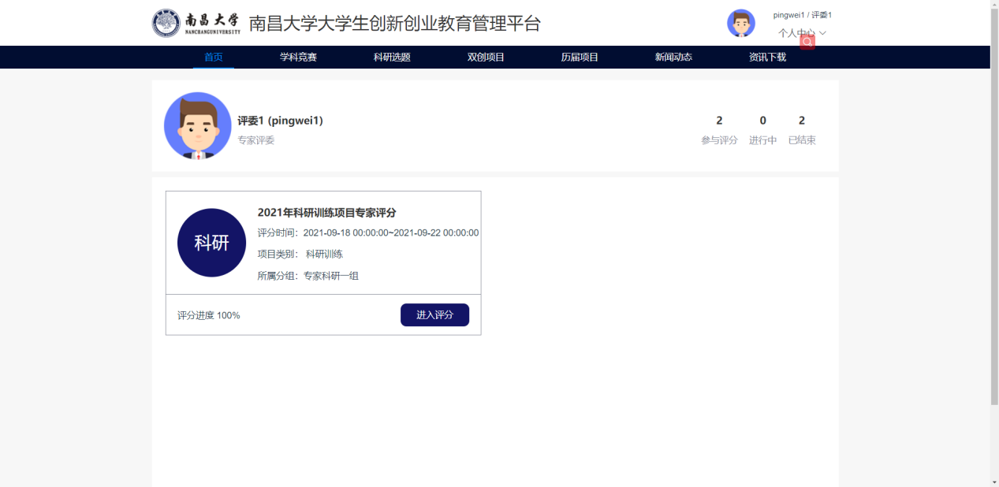 南昌大学
NANCHANGUNIVERSITY
南昌大学大学生创新创业教育管理平台
pingwei1 / 评委1
个人中心
首页 学科竞赛 科研选题 双创项目 历届项目 新闻动态 资讯下载
评委1 (pingwei1)
专家评委
2 0 2
参与评分 进行中 已结束
科研
2021年科研训练项目专家评分
评分时间：2021-09-18 00:00:00~2021-09-22 00:00:00
项目类别： 科研训练
所属分组：专家科研一组
评分进度 100%
进入评分